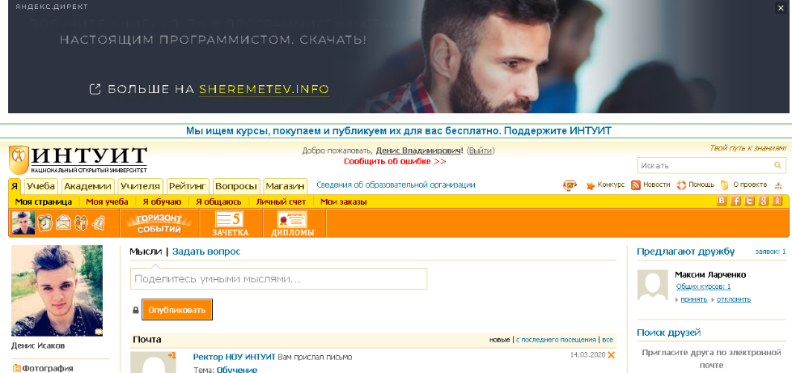 ЯНДЕКС.ДИРЕКТ
НАСТОЯЩИМ ПРОГРАММИСТОМ. СКАЧАТЬ!
БОЛЬШЕ НА SHEREMETEV.INFO
Мы ищем курсы, покупаем и публикуем их для вас бесплатно. Поддержите ИНТУИТ
ИНТУИТ
НАЦИОНАЛЬНЫЙ ОТКРЫТЫЙ УНИВЕРСИТЕТ
Добро пожаловать, Денис Владимирович! (Выйти)
Сообщить об ошибке >>
Твой путь к знаниям!
Искать
Я Учеба Академии Учителя Рейтинг Вопросы Магазин Сведения об образовательной организации
Конкурс Новости Помощь О проекте
Моя страница Моя учеба Я обучаю Я общаюсь Личный счет Мои заказы
ГОРИЗОНТ СОБЫТИЙ
5
ЗАЧЕТКА
ДИПЛОМЫ
Денис Исаков
Фотография
Мысли | Задать вопрос
Поделитесь умными мыслями...
Опубликовать
Почта
новые | с последнего посещения | все
+1
Ректор НОУ ИНТУИТ Вам прислал письмо
14.03.2020
Тема: Обучение
Предлагают дружбу
заявок: 1
Максим Ларченко
Общих курсов: 1
принять отклонить
Поиск друзей
Пригласите друга по электронной
почте